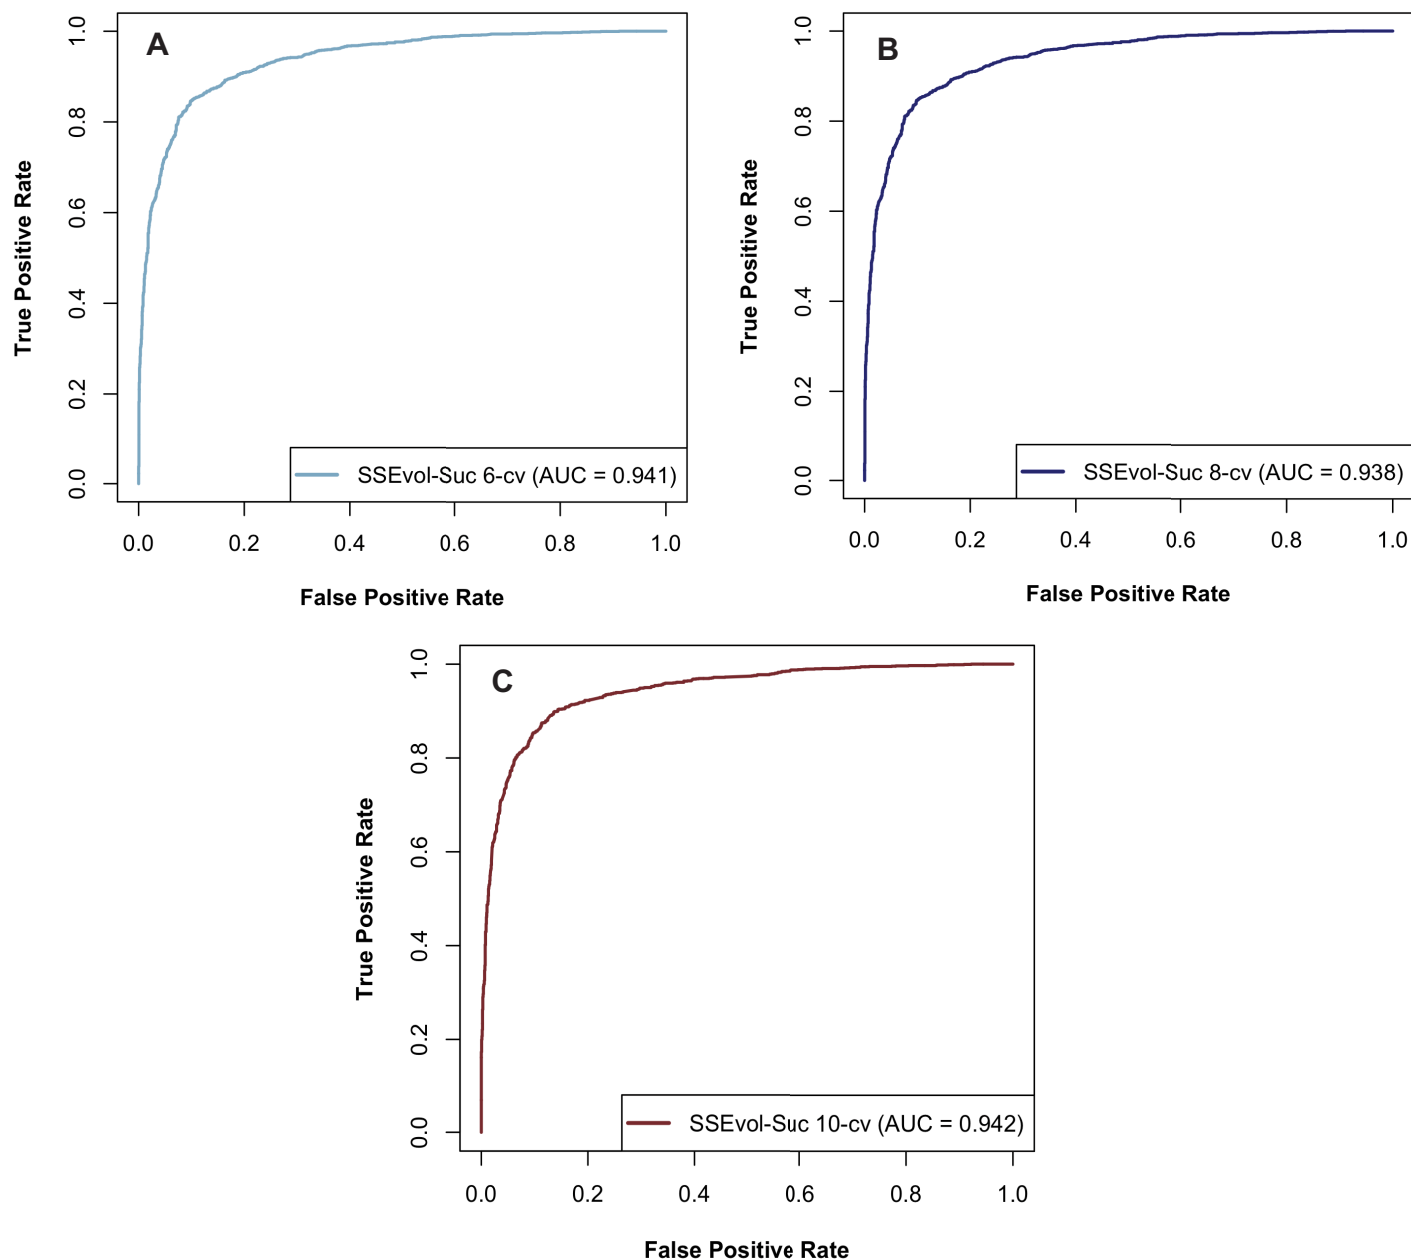 A
True Positive Rate
1.0
0.8
0.6
0.4
0.2
0.0
SSEvol-Suc 6-cv (AUC = 0.941)
0.0 0.2 0.4 0.6 0.8 1.0
False Positive Rate
B
True Positive Rate
1.0
0.8
0.6
0.4
0.2
0.0
SSEvol-Suc 8-cv (AUC = 0.938)
0.0 0.2 0.4 0.6 0.8 1.0
False Positive Rate
C
True Positive Rate
1.0
0.8
0.6
0.4
0.2
0.0
SSEvol-Suc 10-cv (AUC = 0.942)
0.0 0.2 0.4 0.6 0.8 1.0
False Positive Rate